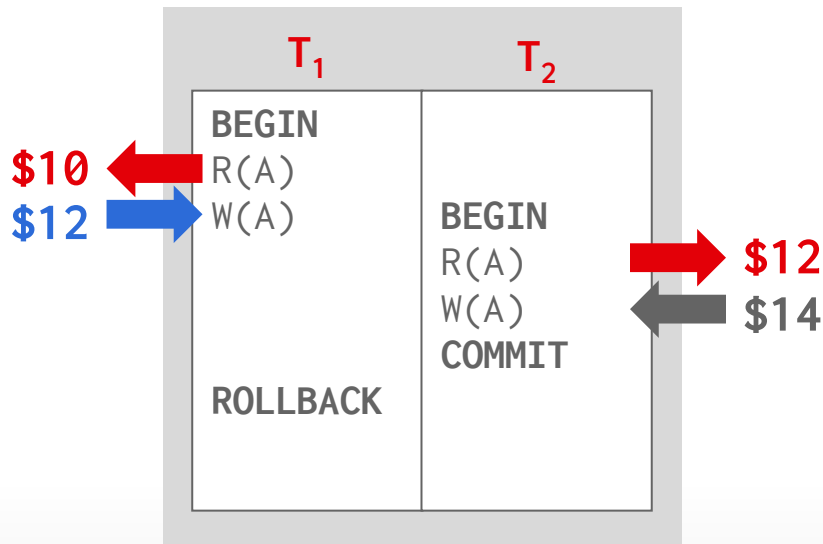 T1
T2
BEGIN
$10
R(A)
$12
W(A)
BEGIN
R(A)
$12
W(A)
$14
COMMIT
ROLLBACK